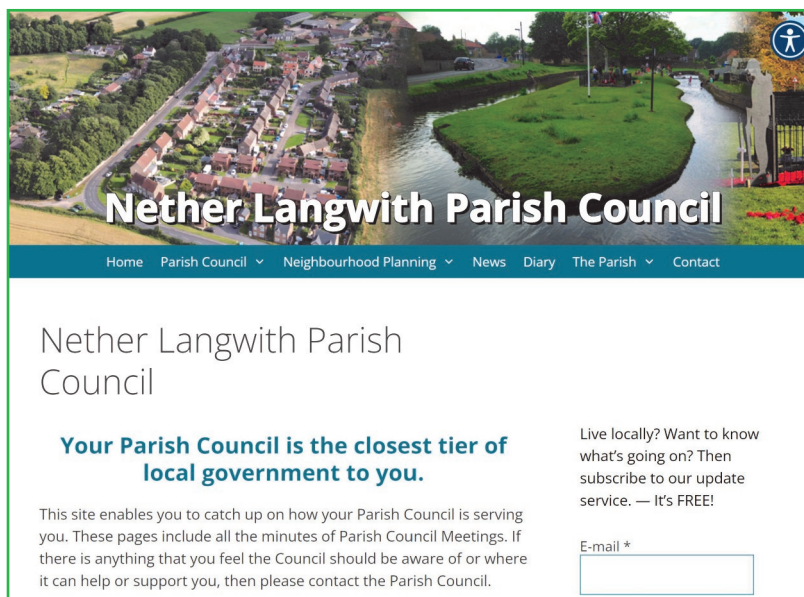 Nether Langwith Parish Council
Home Parish Council Neighbourhood Planning News Diary The Parish Contact
Nether Langwith Parish
Council
Your Parish Council is the closest tier of
local government to you.
This site enables you to catch up on how your Parish Council is serving
you. These pages include all the minutes of Parish Council Meetings. If
there is anything that you feel the Council should be aware of or where
it can help or support you, then please contact the Parish Council.
Live locally? Want to know
what's going on? Then
subscribe to our update
service. — It's FREE!
E-mail *